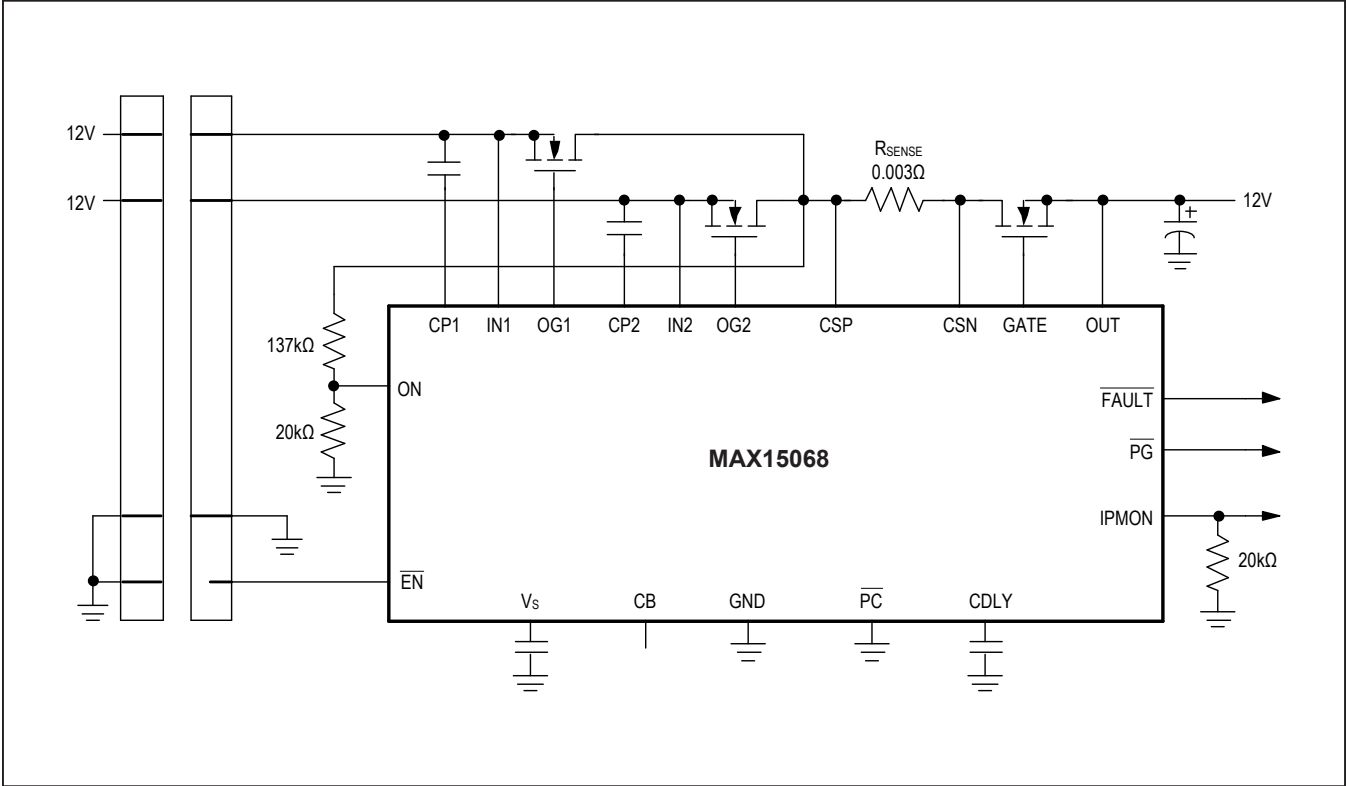 12V
12V
RSENSE
0.003Ω
12V
CP1 IN1 OG1 CP2 IN2 OG2 CSP CSN GATE OUT
137kΩ
ON
20kΩ
FAULT
PG
MAX15068
IPMON
20kΩ
EN
VS CB GND PC CDLY